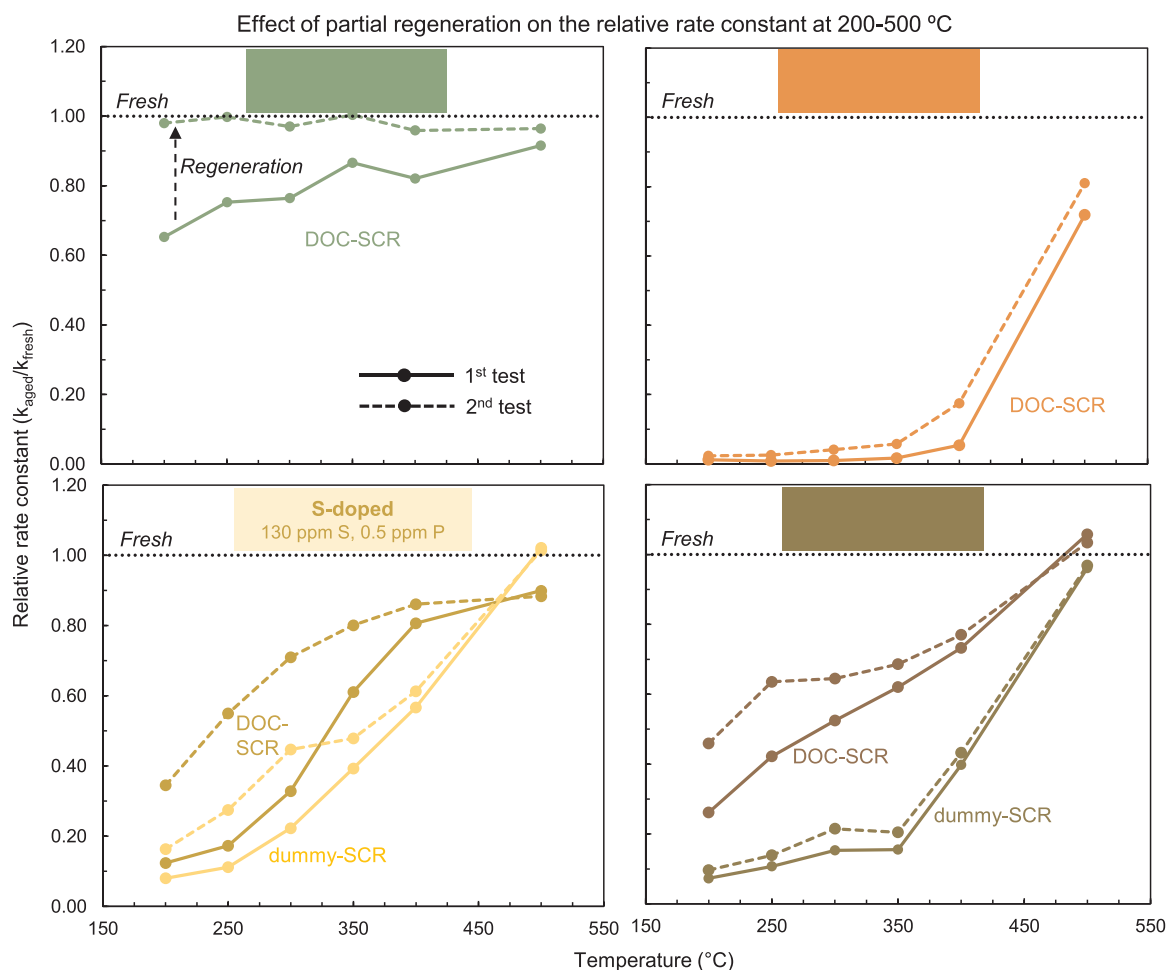 Effect of partial regeneration on the relative rate constant at 200-500 ºC
1.20
1.00
0.80
0.60
0.40
0.20
0.00
Fresh
Regeneration
DOC-SCR
1st test
2nd test
Fresh
DOC-SCR
Relative rate constant (kaged/kfresh)
1.20
1.00
0.80
0.60
0.40
0.20
0.00
S-doped
130 ppm S, 0.5 ppm P
Fresh
DOC-
SCR
dummy-SCR
150
250
350
450
550
Fresh
DOC-SCR
dummy-SCR
150
250
350
450
550
Temperature (°C)